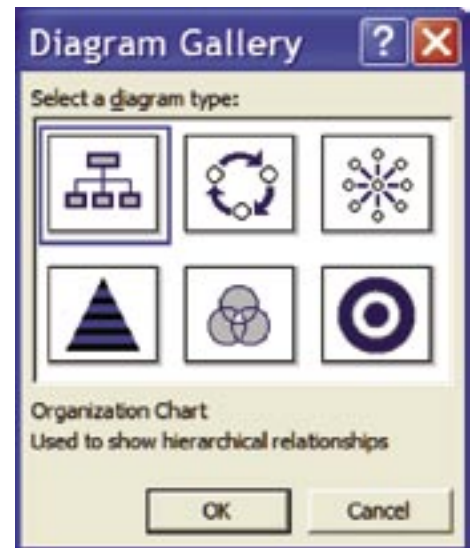 Diagram Gallery
Select a diagram type:
Organization Chart
Used to show hierarchical relationships
OK
Cancel